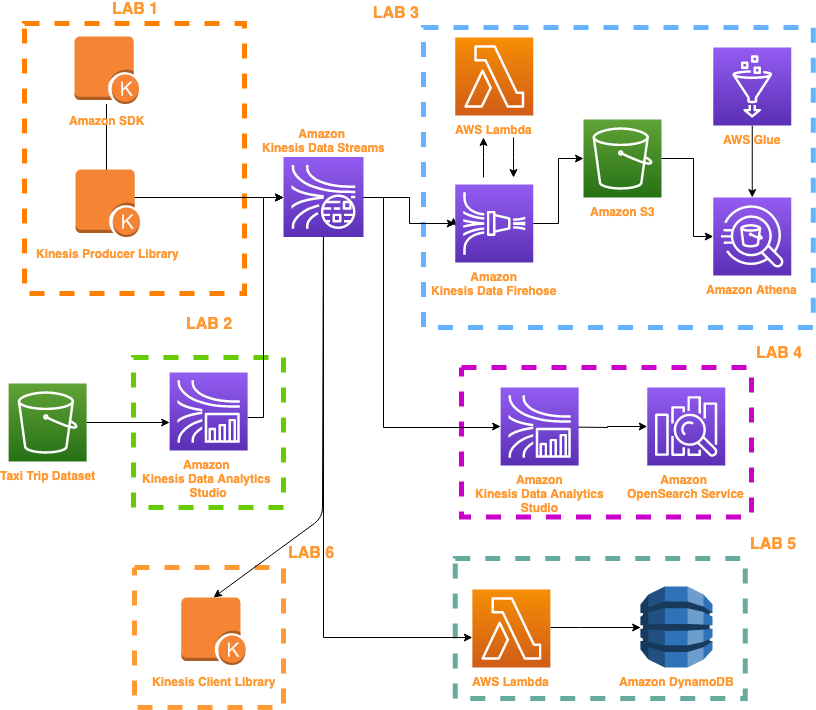 LAB 1
Amazon SDK
Kinesis Producer Library
K
K
Amazon
Kinesis Data Streams
LAB 3
AWS Lambda
AWS Glue
Amazon S3
Amazon
Kinesis Data Firehose
Amazon Athena
LAB 2
Taxi Trip Dataset
Amazon
Kinesis Data Analytics
Studio
LAB 4
Amazon
Kinesis Data Analytics
Studio
Amazon
OpenSearch Service
LAB 6
K
Kinesis Client Library
LAB 5
AWS Lambda
Amazon DynamoDB